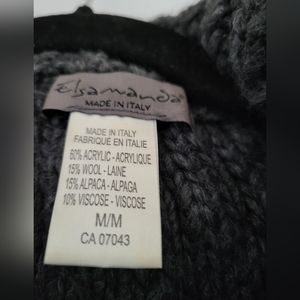 elsamanda
MADE IN ITALY
MADE IN ITALY
FABRIQUE EN ITALIE
60% ACRYLIC - ACRYLIQUE
15% WOOL - LAINE
15% ALPACA - ALPAGA
10% VISCOSE - VISCOSE
M/M
CA 07043